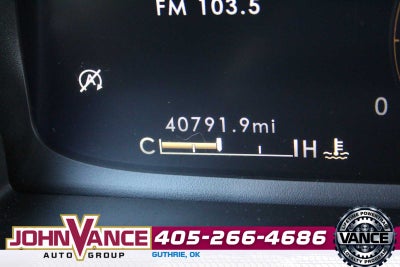 FM 103.5
40791.9mi
C H
0
JOHN VANCE
AUTO GROUP
405-266-4686
GUTHRIE, OK
VANCE